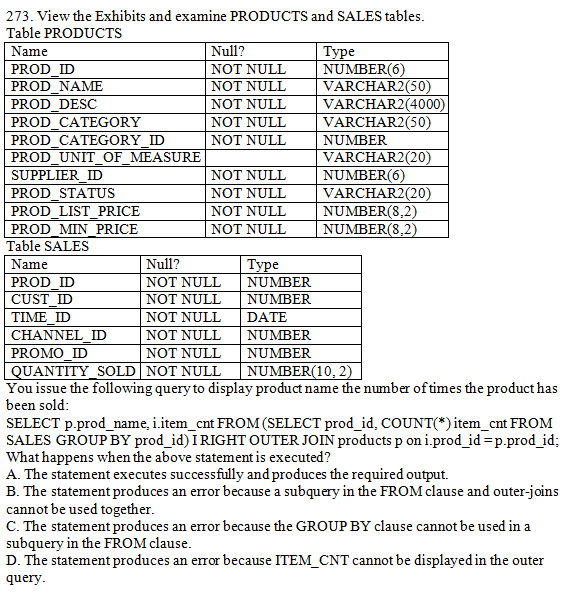 273. View the Exhibits and examine PRODUCTS and SALES tables.
Table PRODUCTS
Name Null? Type
PROD_ID NOT NULL NUMBER(6)
PROD_NAME NOT NULL VARCHAR2(50)
PROD_DESC NOT NULL VARCHAR2(4000)
PROD_CATEGORY NOT NULL VARCHAR2(50)
PROD_CATEGORY_ID NOT NULL NUMBER
PROD_UNIT_OF_MEASURE VARCHAR2(20)
SUPPLIER_ID NOT NULL NUMBER(6)
PROD_STATUS NOT NULL VARCHAR2(20)
PROD_LIST_PRICE NOT NULL NUMBER(8,2)
PROD_MIN_PRICE NOT NULL NUMBER(8,2)
Table SALES
Name Null? Type
PROD_ID NOT NULL NUMBER
CUST_ID NOT NULL NUMBER
TIME_ID NOT NULL DATE
CHANNEL_ID NOT NULL NUMBER
PROMO_ID NOT NULL NUMBER
QUANTITY_SOLD NOT NULL NUMBER(10, 2)
You issue the following query to display product name the number of times the product has
been sold:
SELECT p.prod_name, i.item_cnt FROM (SELECT prod_id, COUNT(*) item_cnt FROM
SALES GROUP BY prod_id) I RIGHT OUTER JOIN products p on i.prod_id = p.prod_id;
What happens when the above statement is executed?
A. The statement executes successfully and produces the required output.
B. The statement produces an error because a subquery in the FROM clause and outer-joins
cannot be used together.
C. The statement produces an error because the GROUP BY clause cannot be used in a
subquery in the FROM clause.
D. The statement produces an error because ITEM_CNT cannot be displayed in the outer
query.